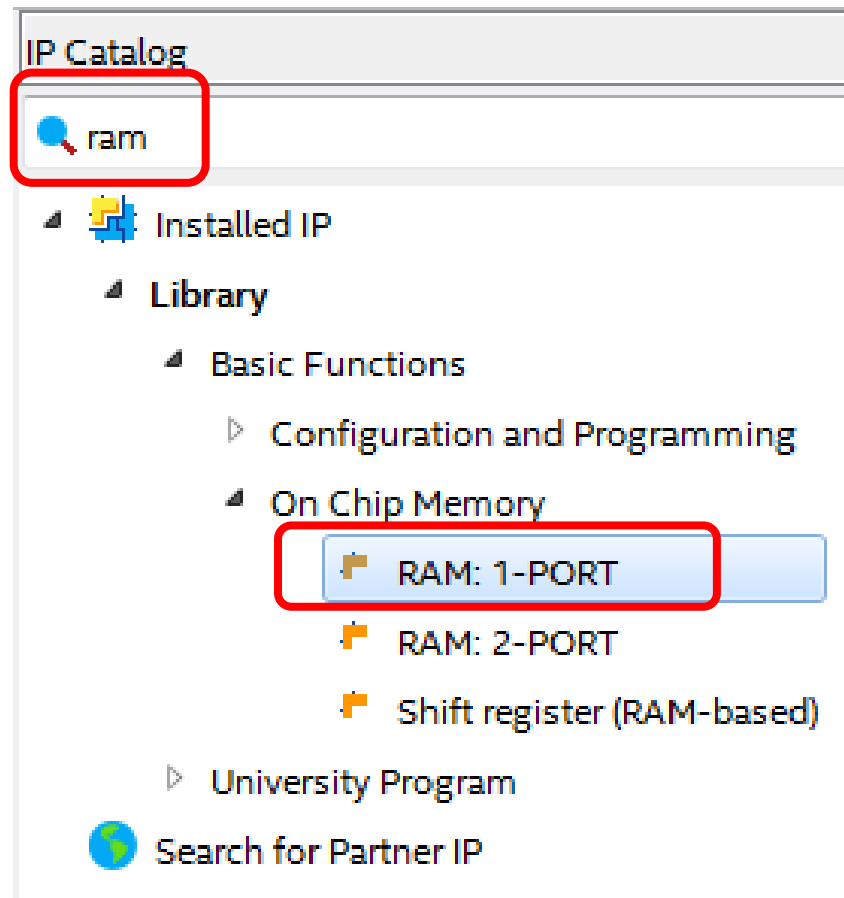 IP Catalog
ram
Installed IP
Library
Basic Functions
Configuration and Programming
On Chip Memory
RAM: 1-PORT
RAM: 2-PORT
Shift register (RAM-based)
University Program
Search for Partner IP